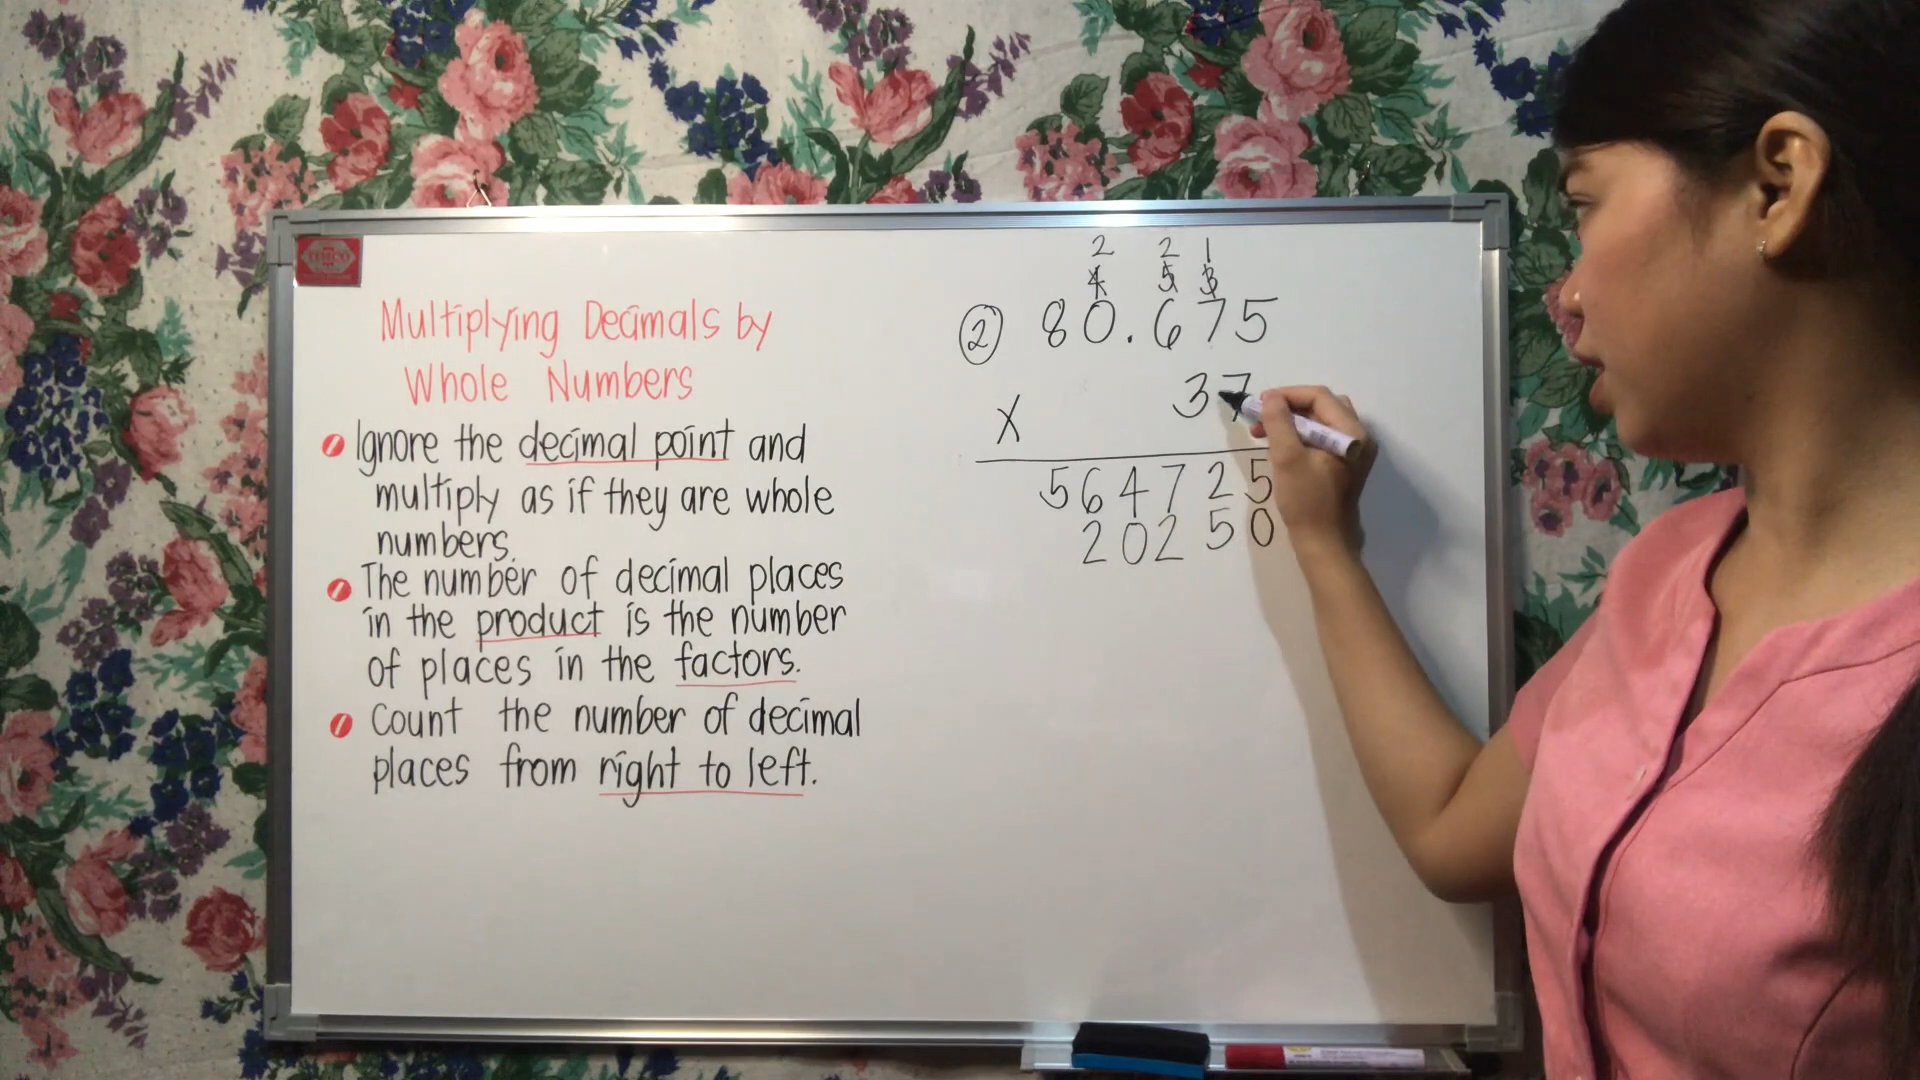 Multiplying Decimals by
Whole Numbers
Ignore the decimal point and
multiply as if they are whole
numbers.
The number of decimal places
in the product is the number
of places in the factors.
Count the number of decimal
places from right to left.
2 2 1
4 5 3
2 80.675
X 37
564725
20250